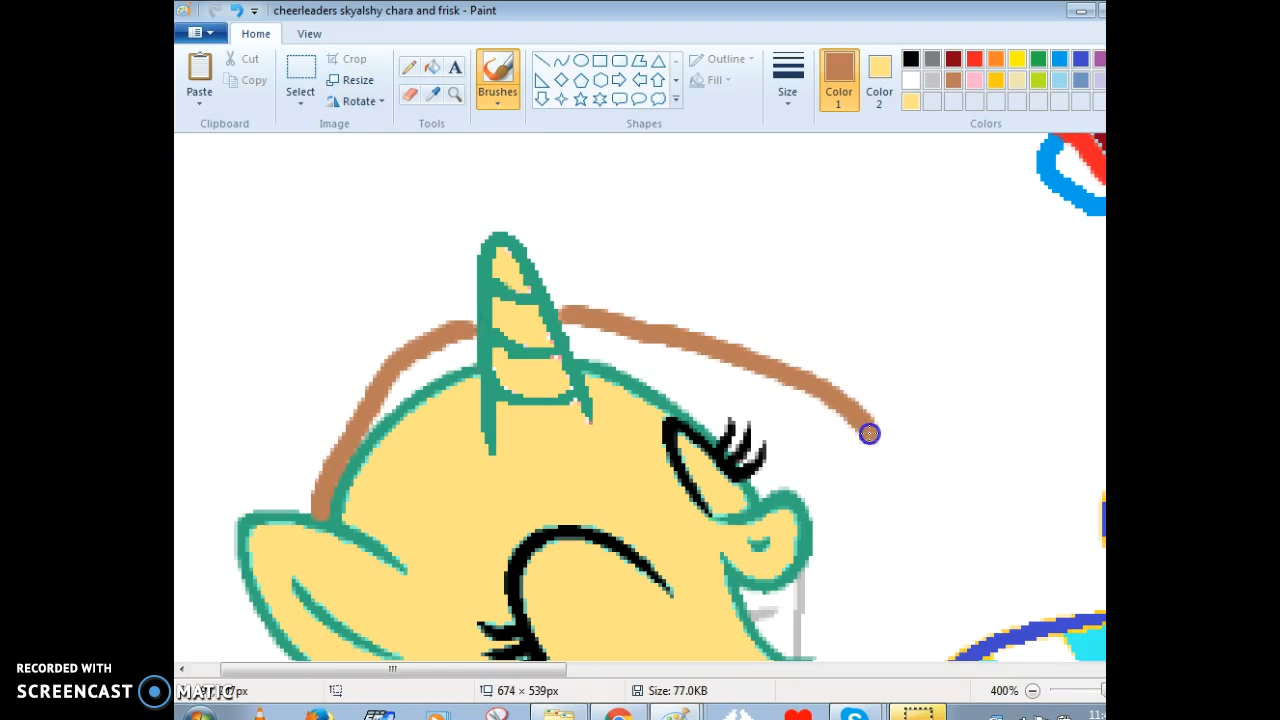 cheerleaders skyalshy chara and frisk - Paint
Home
View
Paste
Cut
Copy
Clipboard
Select
Crop
Resize
Rotate
Image
A
Tools
Brushes
Shapes
Outline
Fill
Size
Color 1
Color 2
Colors
674 × 539px
Size: 77.0KB
400%
RECORDED WITH
SCREENCAST MATIC